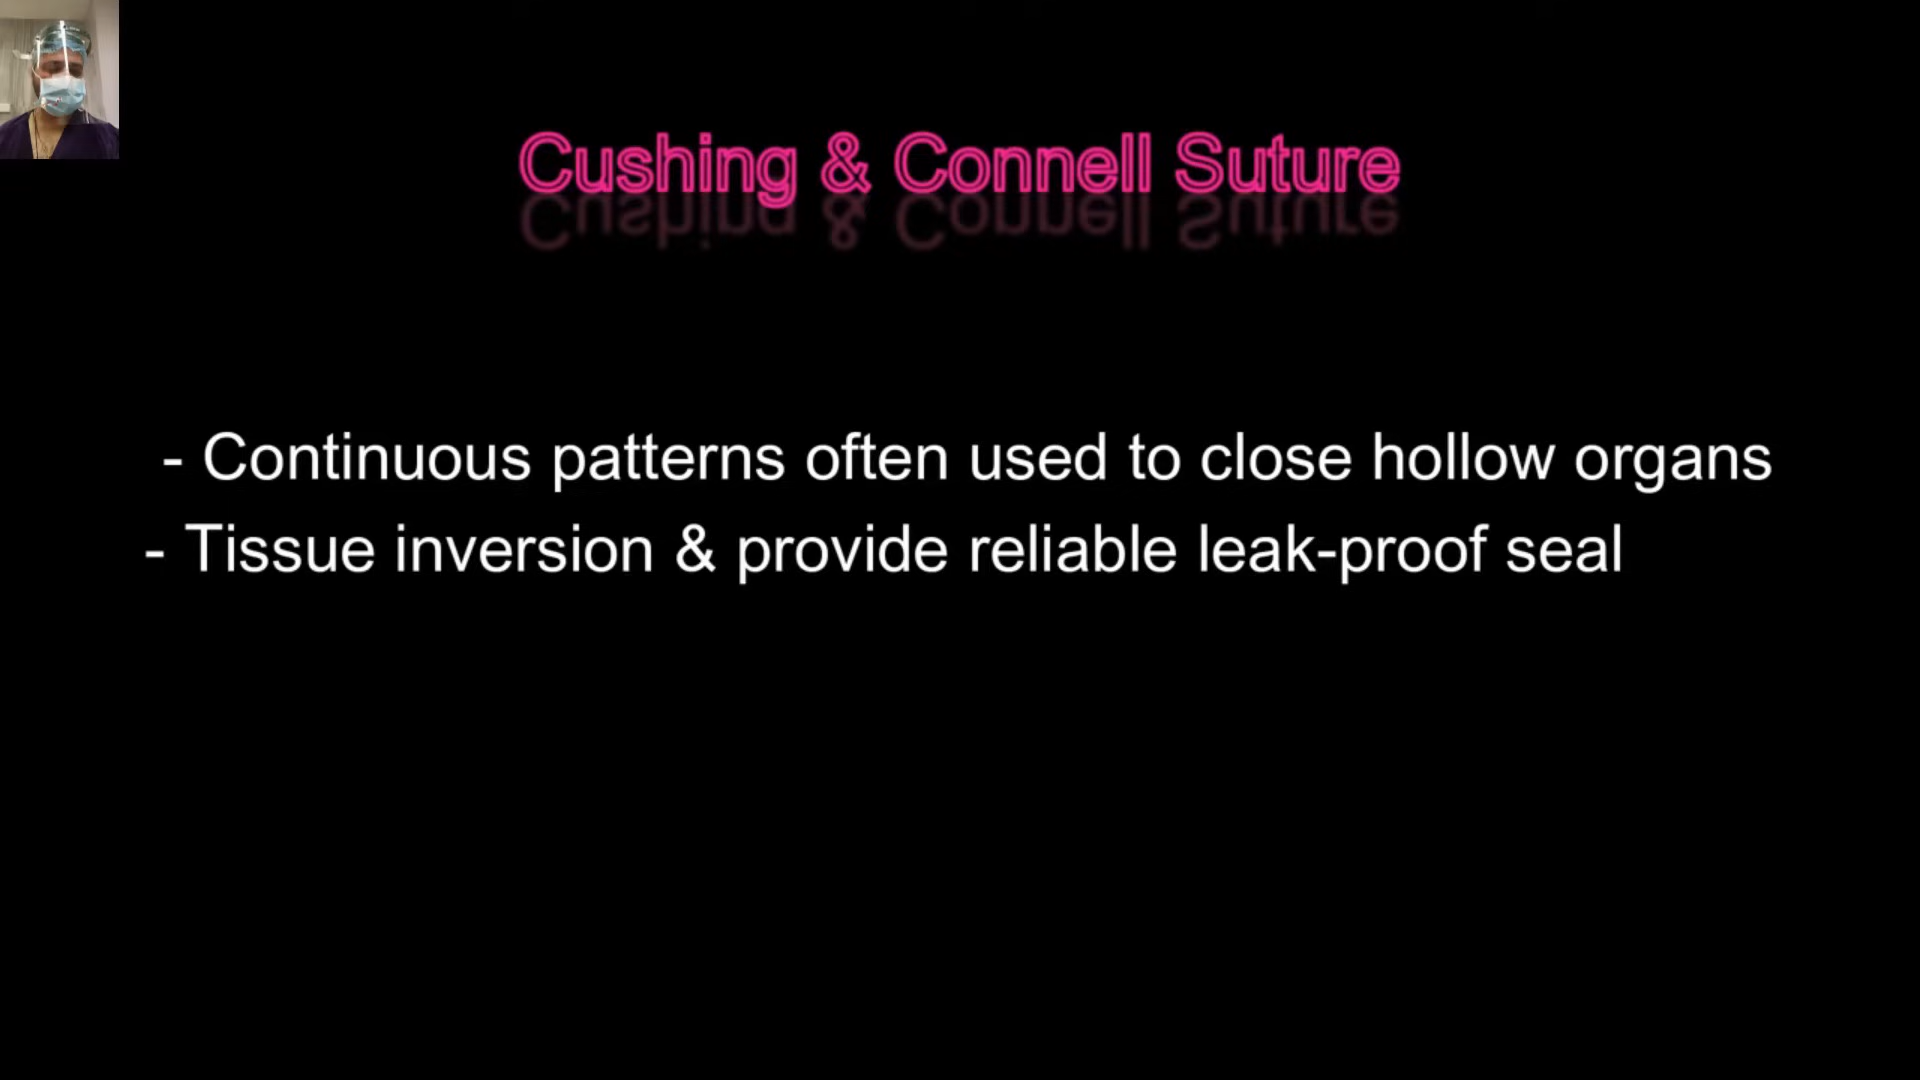 Cushing & Connell Suture
- Continuous patterns often used to close hollow organs
- Tissue inversion & provide reliable leak-proof seal